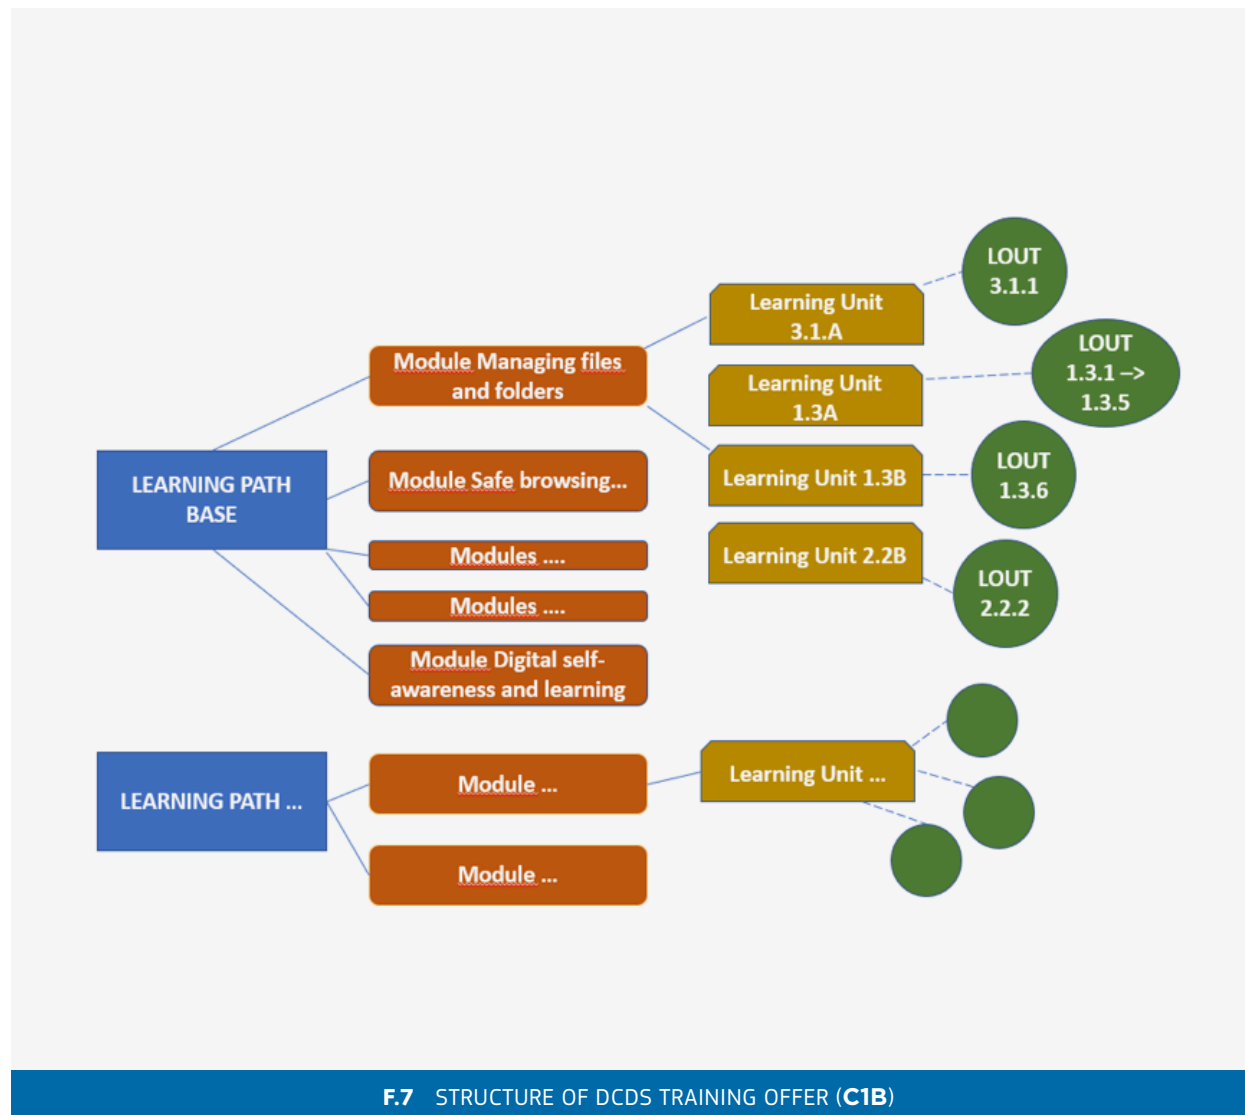 LEARNING PATH
BASE
Module Managing files
and folders
Module Safe browsing...
Modules ....
Modules ....
Module Digital self-
awareness and learning
Learning Unit
3.1.A
Learning Unit
1.3A
Learning Unit 1.3B
Learning Unit 2.2B
LOUT
3.1.1
LOUT
1.3.1 –>
1.3.5
LOUT
1.3.6
LOUT
2.2.2
LEARNING PATH ...
Module ...
Module ...
Learning Unit ...
F.7 STRUCTURE OF DCDS TRAINING OFFER (C1B)